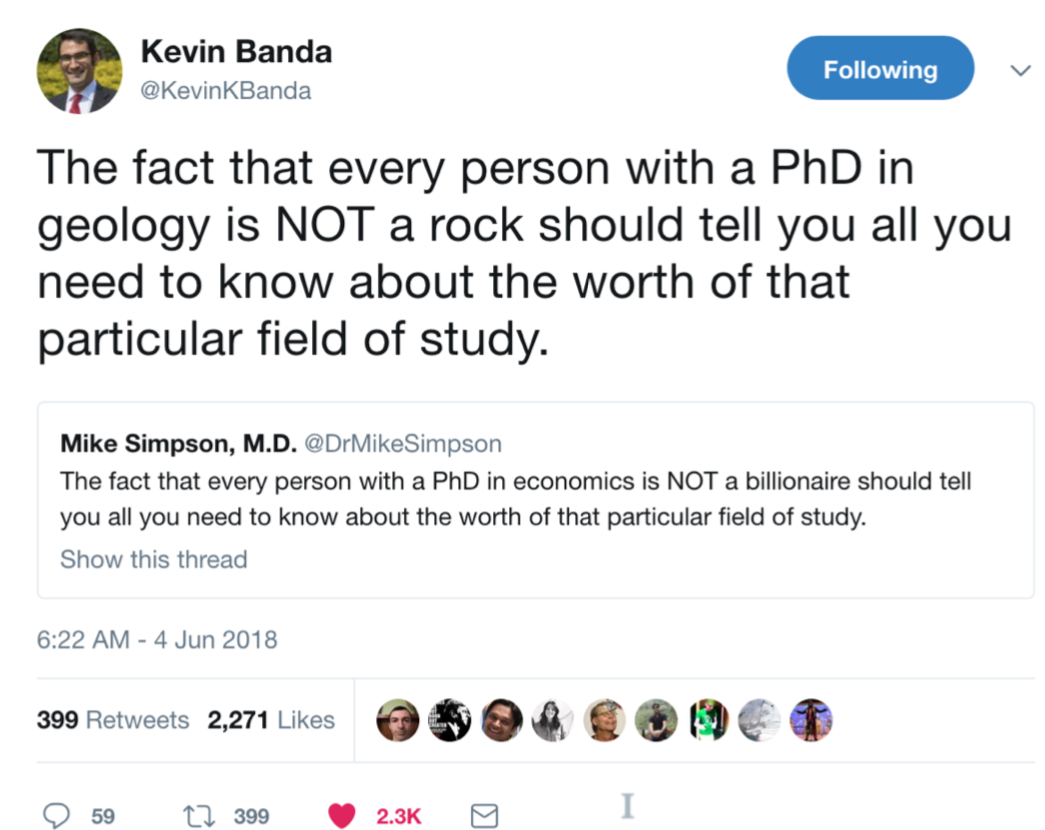 Kevin Banda
@KevinKBanda
Following
The fact that every person with a PhD in
geology is NOT a rock should tell you all you
need to know about the worth of that
particular field of study.
Mike Simpson, M.D. @DrMikeSimpson
The fact that every person with a PhD in economics is NOT a billionaire should tell
you all you need to know about the worth of that particular field of study.
Show this thread
6:22 AM - 4 Jun 2018
399 Retweets 2,271 Likes
59 399 2.3K